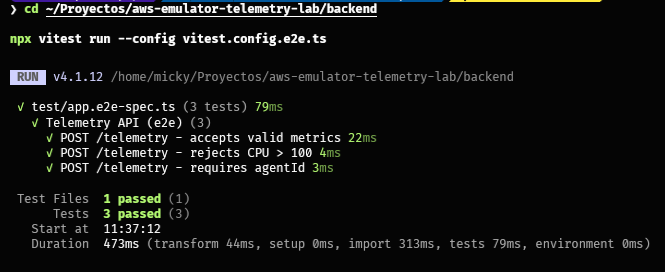 ❯ cd ~/Proyectos/aws-emulator-telemetry-lab/backend
npx vitest run --config vitest.config.e2e.ts
RUN v4.1.12 /home/micky/Proyectos/aws-emulator-telemetry-lab/backend
✓ test/app.e2e-spec.ts (3 tests) 79ms
✓ Telemetry API (e2e) (3)
✓ POST /telemetry - accepts valid metrics 22ms
✓ POST /telemetry - rejects CPU > 100 4ms
✓ POST /telemetry - requires agentId 3ms
Test Files 1 passed (1)
Tests 3 passed (3)
Start at 11:37:12
Duration 473ms (transform 44ms, setup 0ms, import 313ms, tests 79ms, environment 0ms)